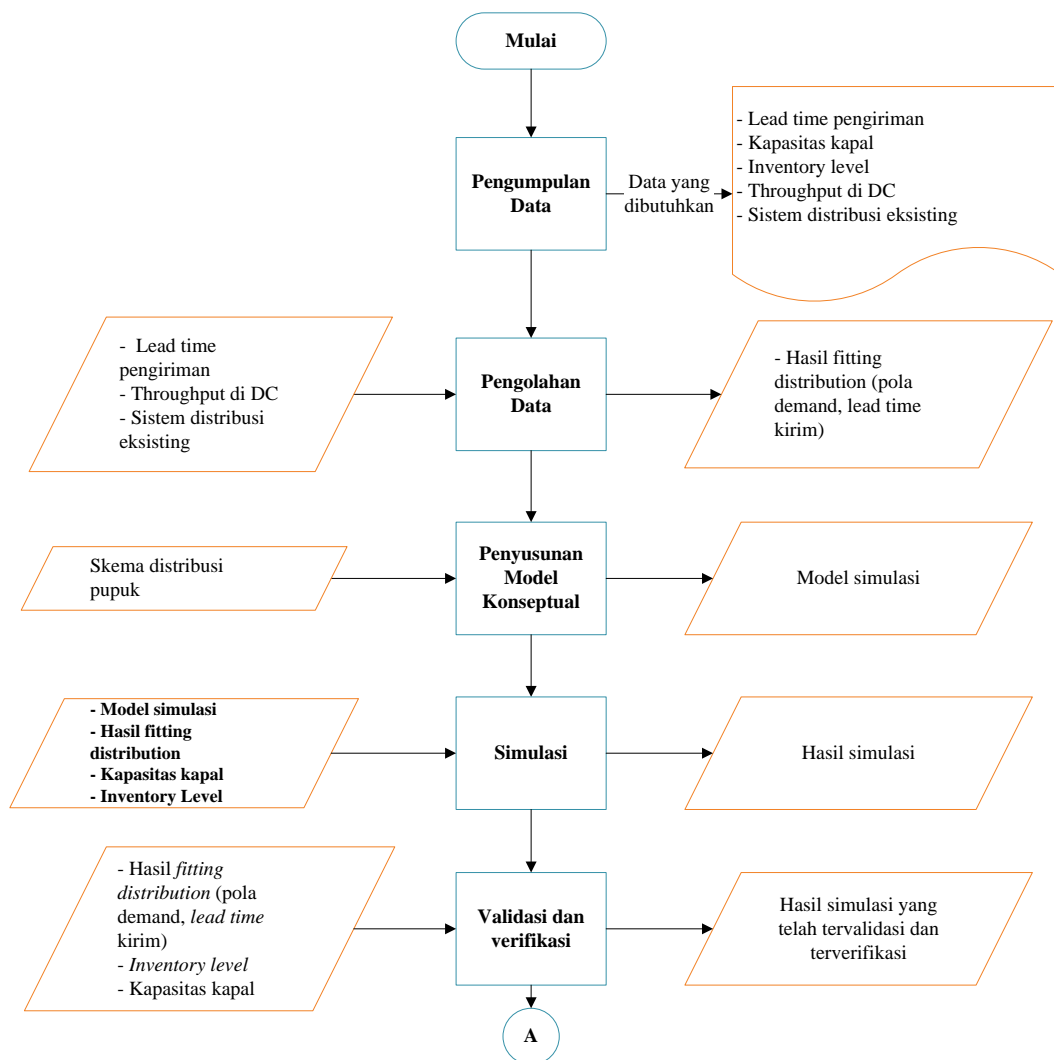 Mulai
Pengumpulan
Data
Data yang
dibutuhkan
- Lead time pengiriman
- Kapasitas kapal
- Inventory level
- Throughput di DC
- Sistem distribusi eksisting
- Lead time
pengiriman
- Throughput di DC
- Sistem distribusi
eksisting
Pengolahan
Data
- Hasil fitting
distribution (pola
demand, lead time
kirim)
Skema distribusi
pupuk
Penyusunan
Model
Konseptual
Model simulasi
- Model simulasi
- Hasil fitting
distribution
- Kapasitas kapal
- Inventory Level
Simulasi
Hasil simulasi
- Hasil fitting
distribution (pola
demand, lead time
kirim)
- Inventory level
- Kapasitas kapal
Validasi dan
verifikasi
Hasil simulasi yang
telah tervalidasi dan
terverifikasi
A